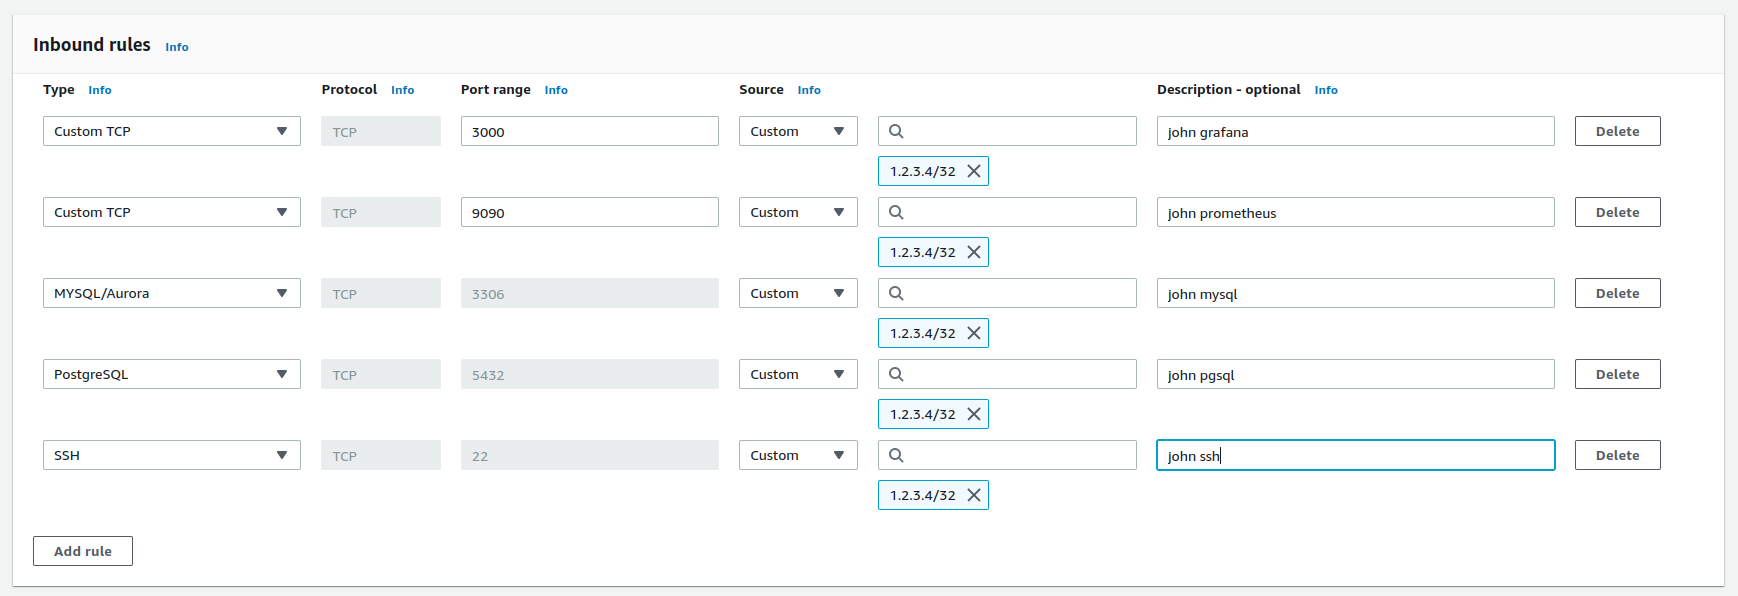 Inbound rules Info
Type Info Protocol Info Port range Info Source Info Description - optional Info
Custom TCP TCP 3000 Custom john grafana Delete
1.2.3.4/32
Custom TCP TCP 9090 Custom john prometheus Delete
1.2.3.4/32
MYSQL/Aurora TCP 3306 Custom john mysql Delete
1.2.3.4/32
PostgreSQL TCP 5432 Custom john pgsql Delete
1.2.3.4/32
SSH TCP 22 Custom john ssh Delete
1.2.3.4/32
Add rule